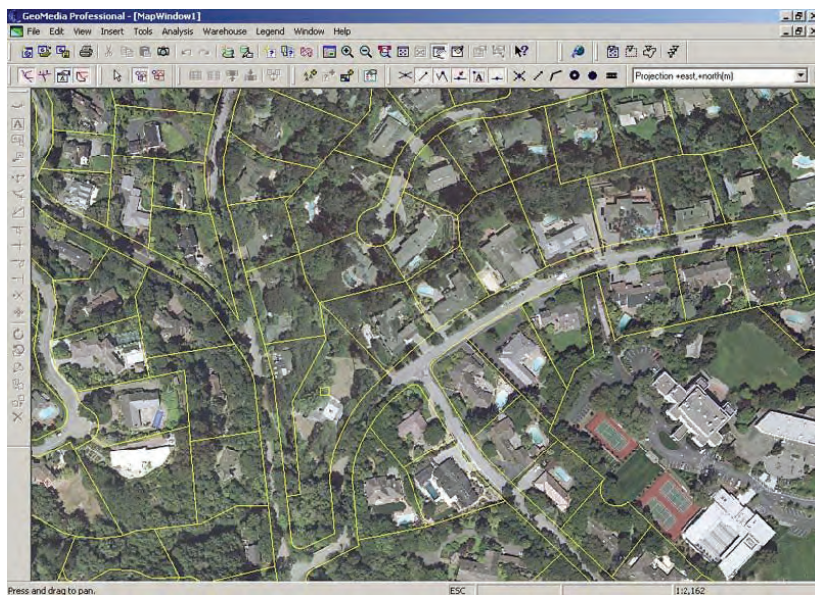 GeoMedia Professional - [MapWindow1]
File Edit View Insert Tools Analysis Warehouse Legend Window Help
Projection +east,+north(m)
Press and drag to pan.
ESC
1:2,162